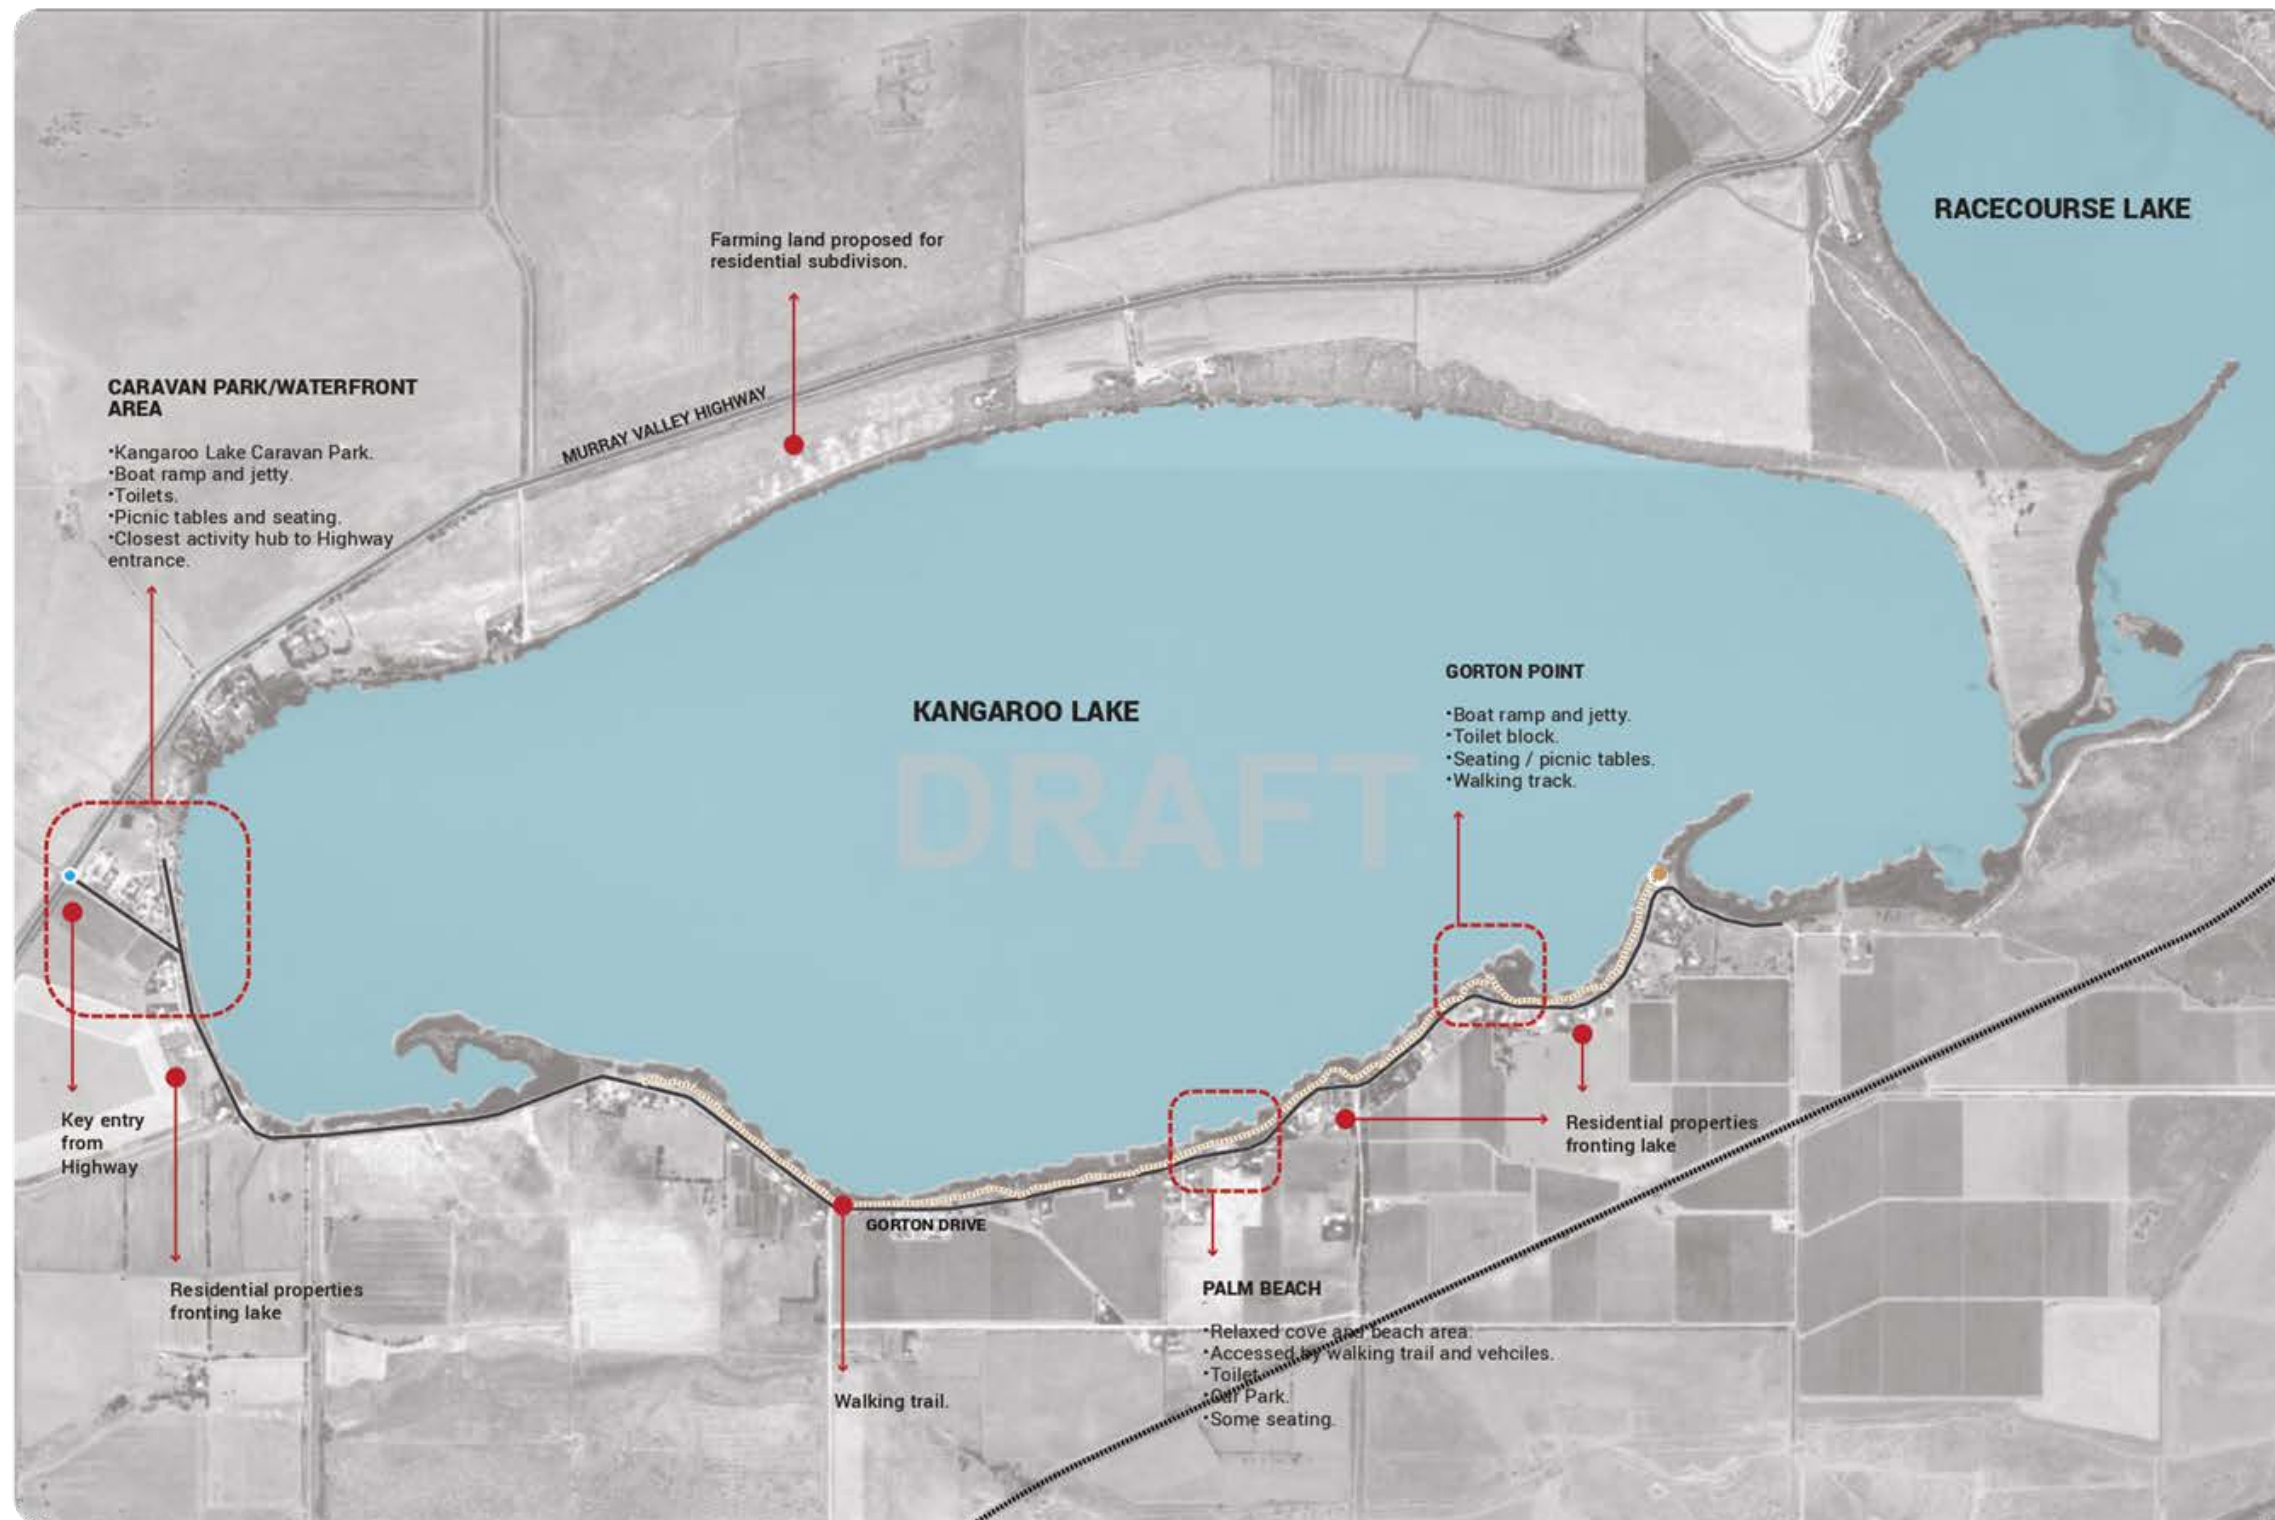 RACECOURSE LAKE
Farming land proposed for
residential subdivison.
MURRAY VALLEY HIGHWAY
CARAVAN PARK/WATERFRONT
AREA
•Kangaroo Lake Caravan Park.
•Boat ramp and jetty.
•Toilets.
•Picnic tables and seating.
•Closest activity hub to Highway
entrance.
KANGAROO LAKE
DRAFT
GORTON POINT
•Boat ramp and jetty.
•Toilet block.
•Seating / picnic tables.
•Walking track.
Key entry
from
Highway
Residential properties
fronting lake
Residential properties
fronting lake
GORTON DRIVE
Walking trail.
PALM BEACH
•Relaxed cove and beach area.
•Accessed by walking trail and vehciles.
•Toilet.
•Car Park.
•Some seating.